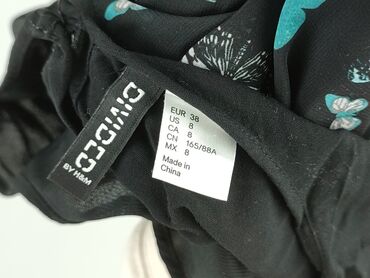 DIVIDED
BY H&M
EUR 38
US 8
CA 8
CN 165/88A
MX 8
Made in
China